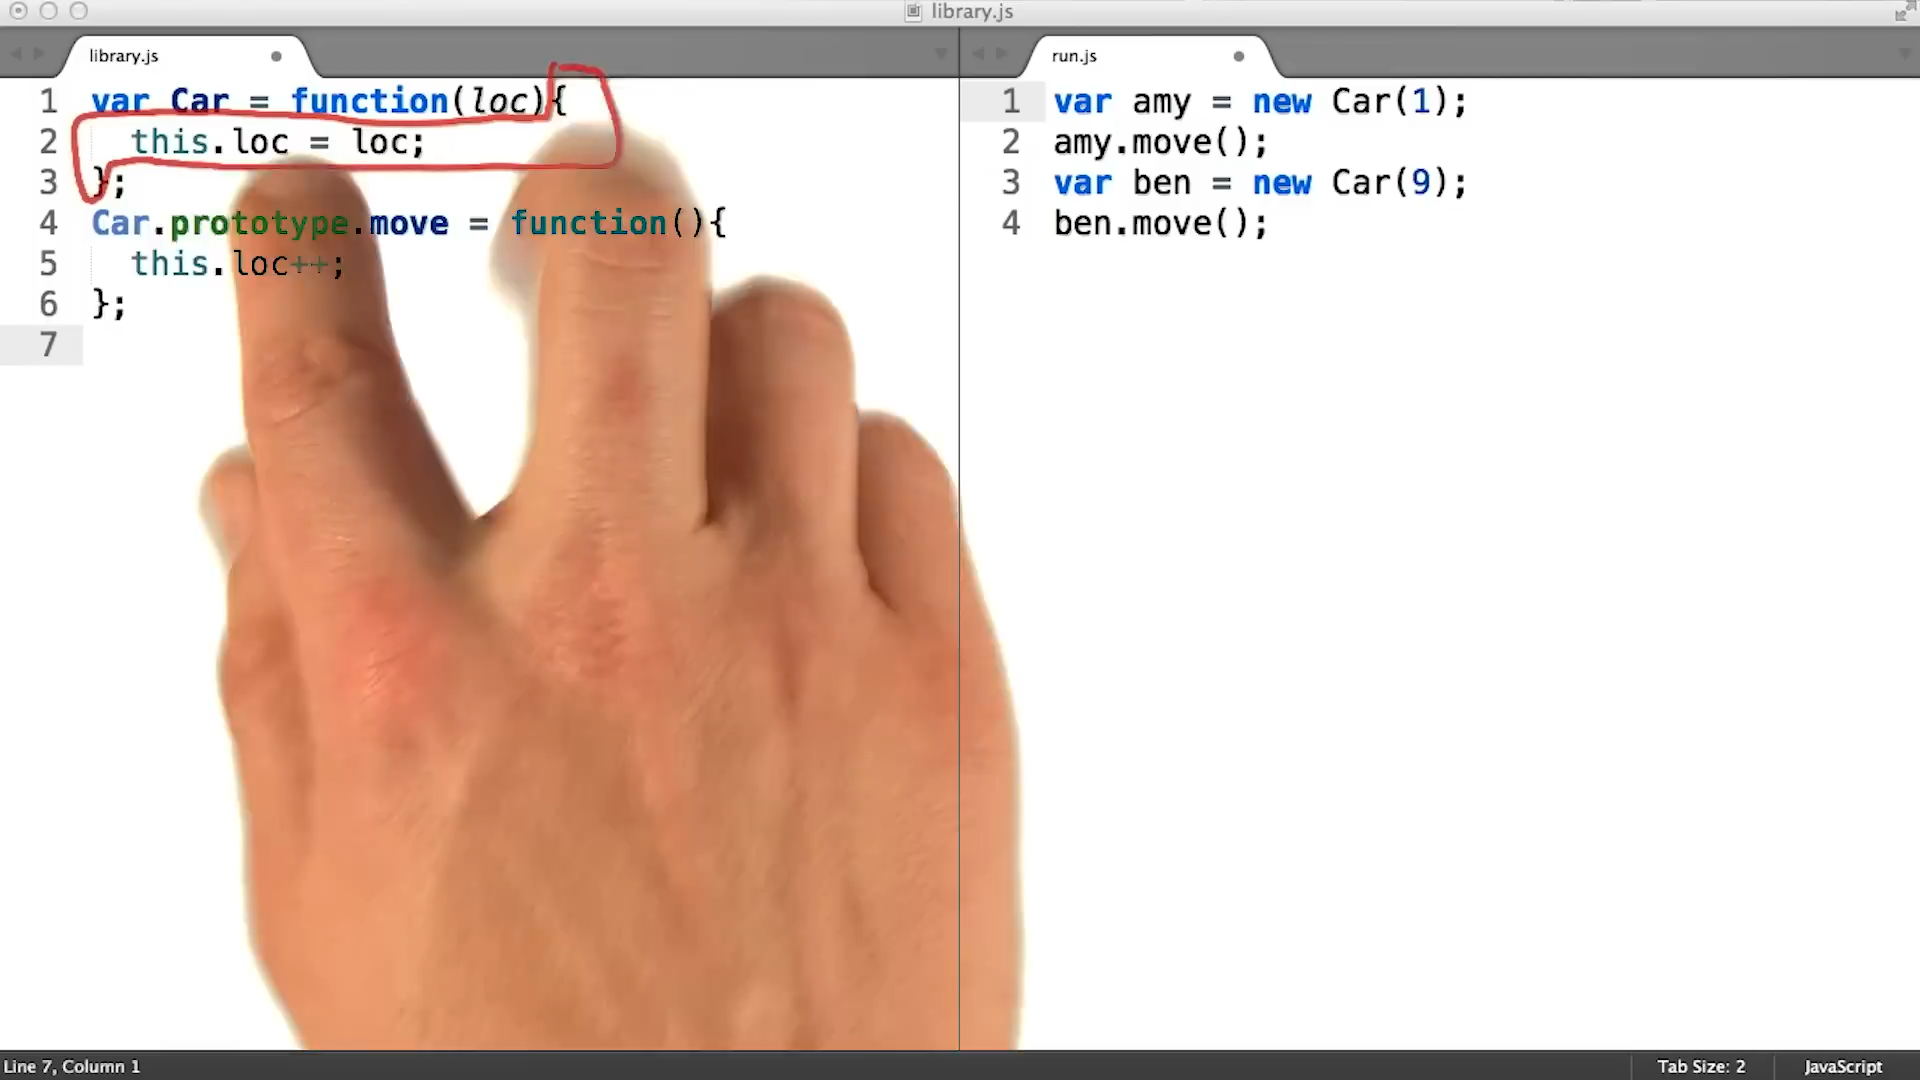 library.js
library.js
1 var Car = function(loc){
2 this.loc = loc;
3 };
4 Car.prototype.move = function(){
5 this.loc++;
6 };
7
run.js
1 var amy = new Car(1);
2 amy.move();
3 var ben = new Car(9);
4 ben.move();
Line 7, Column 1
Tab Size: 2
JavaScript